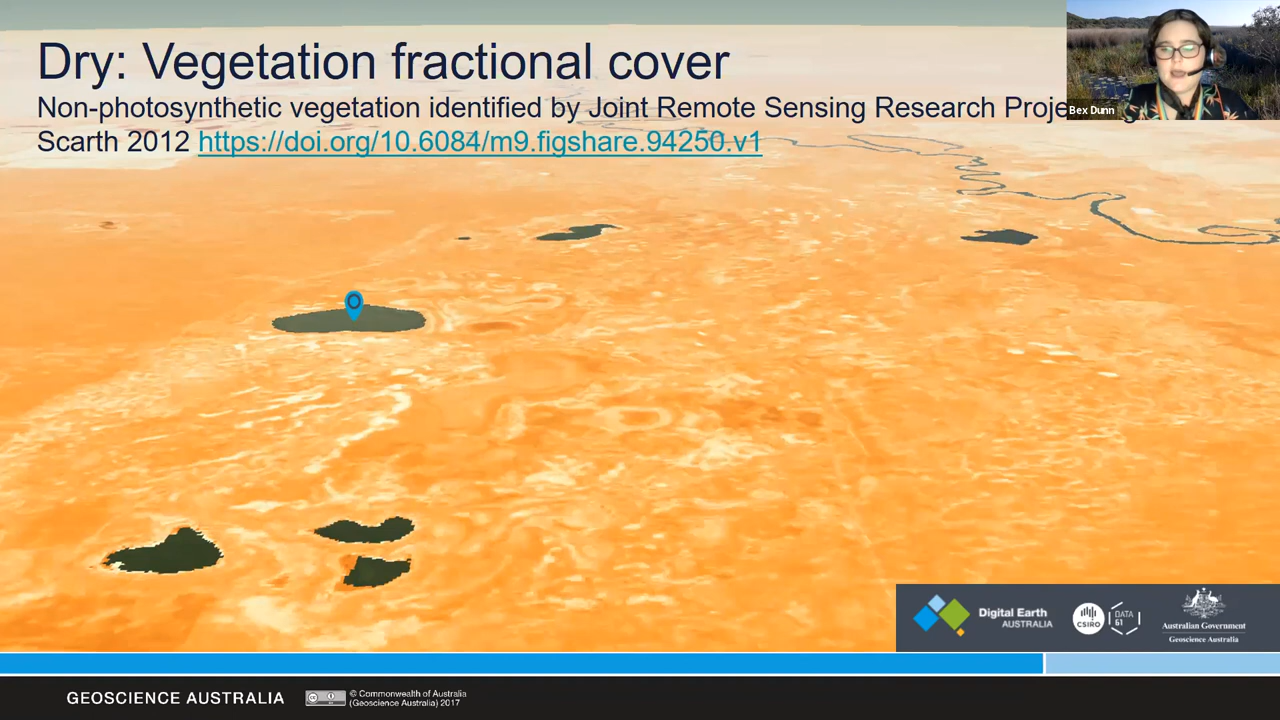 Dry: Vegetation fractional cover
Non-photosynthetic vegetation identified by Joint Remote Sensing Research
Scarth 2012 https://doi.org/10.6084/m9.figshare.94250.v1
Bex Dunn
Digital Earth
AUSTRALIA
CSIRO
DATA
61
Australian Government
Geoscience Australia
GEOSCIENCE AUSTRALIA
© Commonwealth of Australia
(Geoscience Australia) 2017